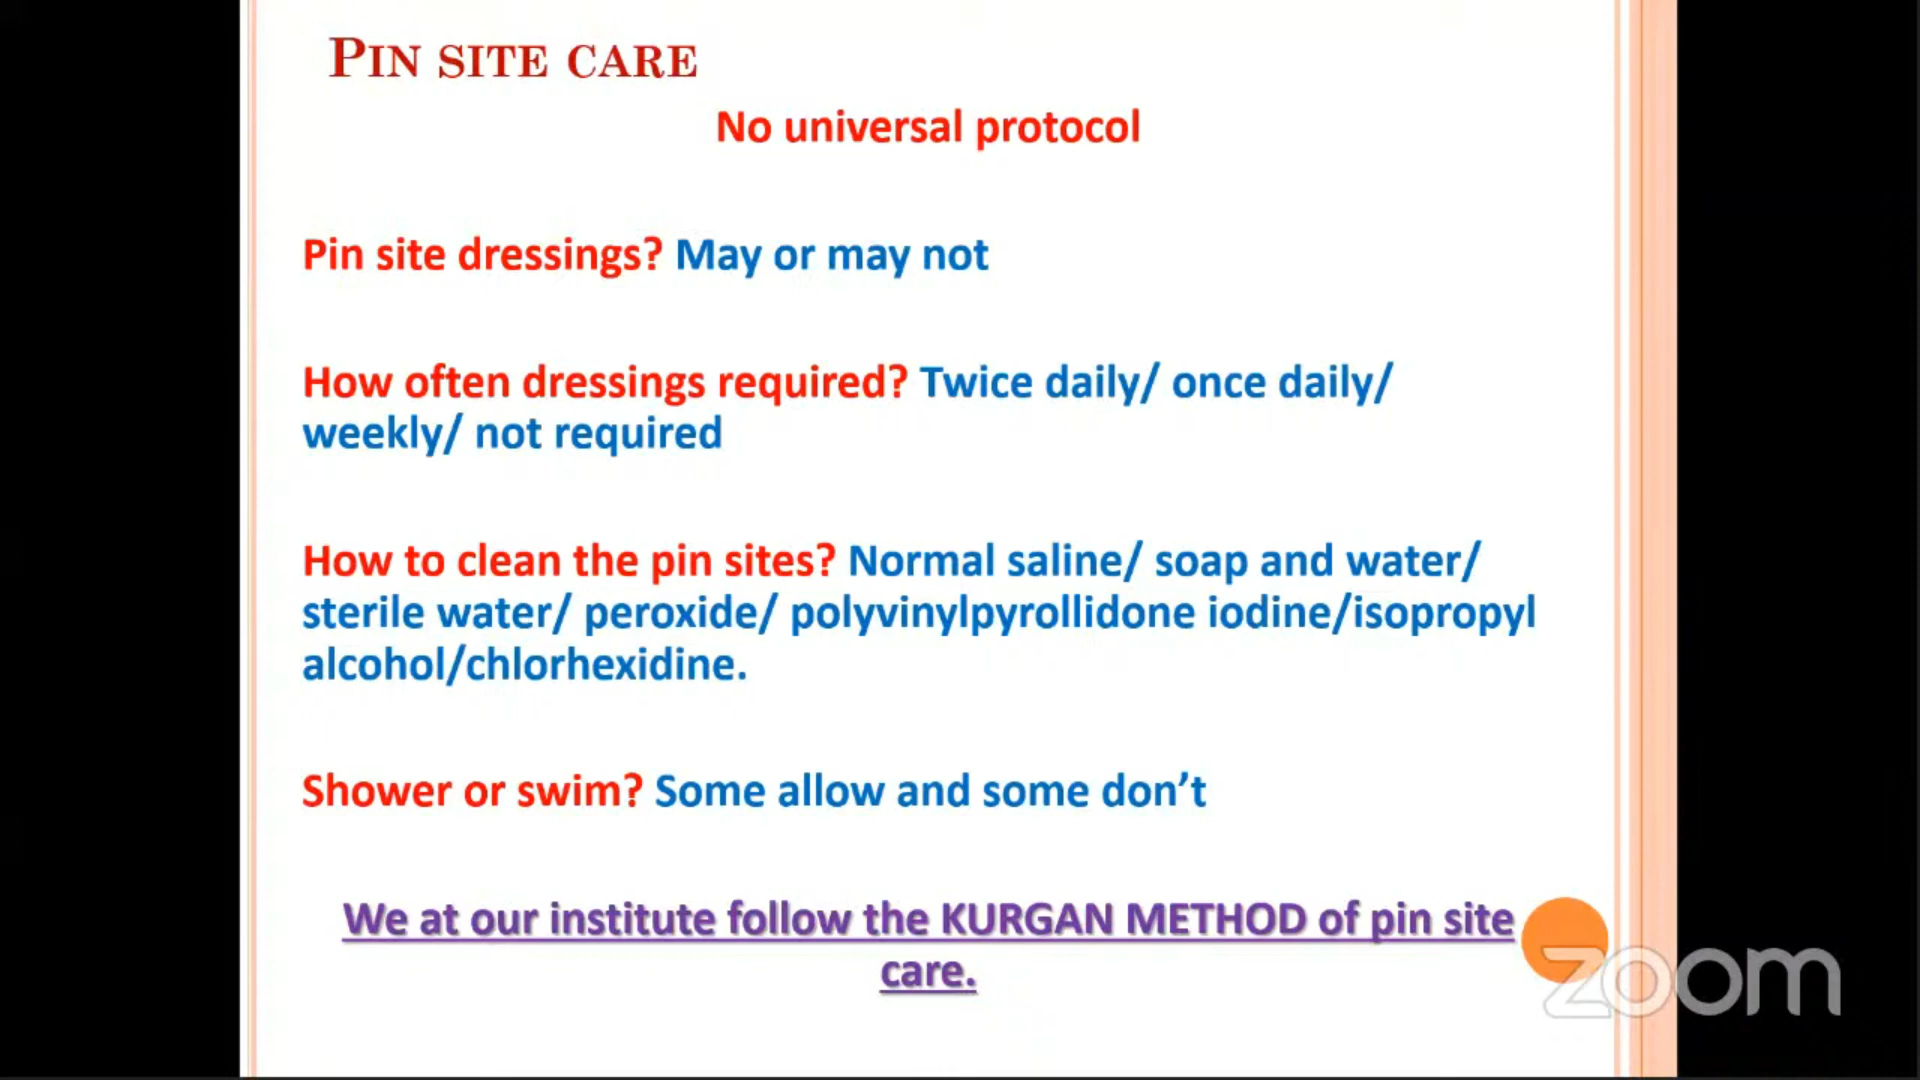 PIN SITE CARE
No universal protocol
Pin site dressings? May or may not
How often dressings required? Twice daily/ once daily/
weekly/ not required
How to clean the pin sites? Normal saline/ soap and water/
sterile water/ peroxide/ polyvinylpyrollidone iodine/isopropyl
alcohol/chlorhexidine.
Shower or swim? Some allow and some don’t
We at our institute follow the KURGAN METHOD of pin site
care.
zoom